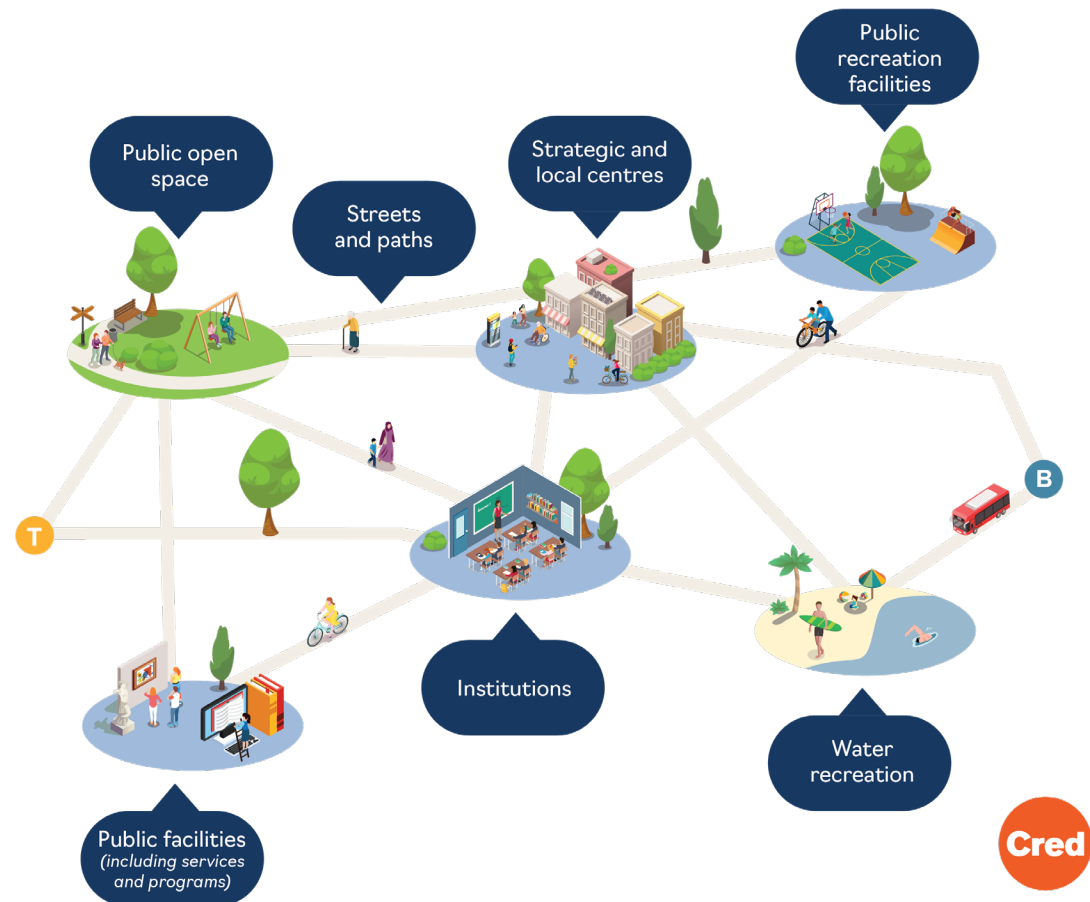 Public
recreation
facilities
Public open
space
Strategic and
local centres
Streets
and paths
B
T
Institutions
Water
recreation
Public facilities
(including services
and programs)
Cred